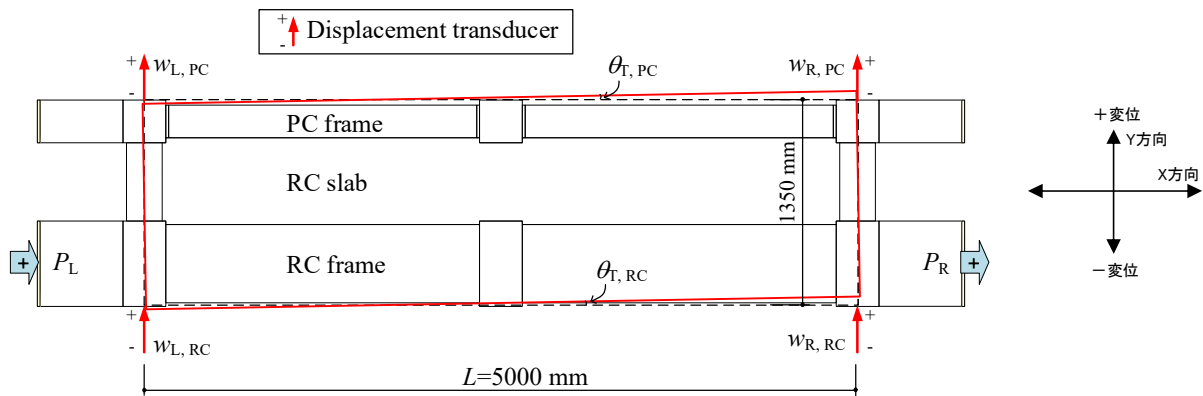 +
-
Displacement transducer
+
w_L, PC
-
θ_T, PC
w_R, PC
+
-
PC frame
RC slab
1350 mm
+変位
Y方向
X方向
-変位
+
P_L
RC frame
θ_T, RC
P_R
+
+
-
w_L, RC
w_R, RC
+
-
L=5000 mm